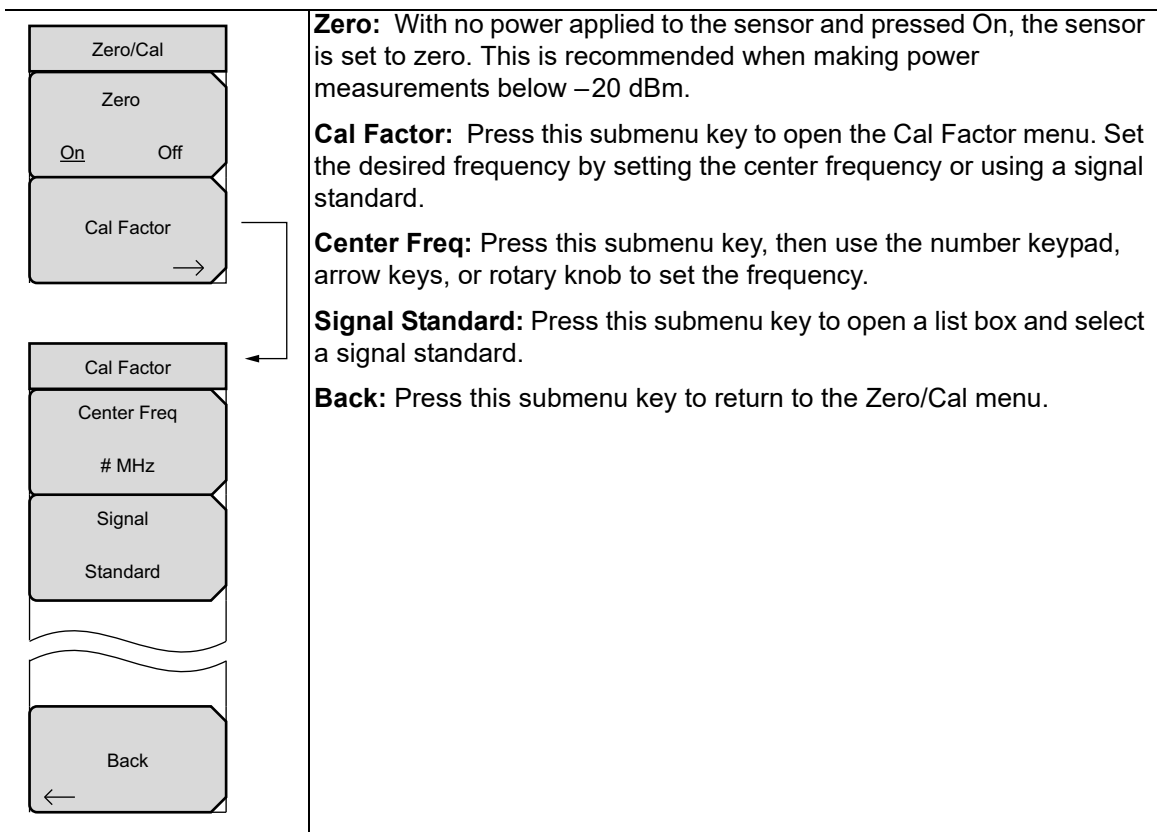 Zero/Cal
Zero
On Off
Cal Factor
Cal Factor
Center Freq
# MHz
Signal
Standard
Back
Zero: With no power applied to the sensor and pressed On, the sensor
is set to zero. This is recommended when making power
measurements below –20 dBm.
Cal Factor: Press this submenu key to open the Cal Factor menu. Set
the desired frequency by setting the center frequency or using a signal
standard.
Center Freq: Press this submenu key, then use the number keypad,
arrow keys, or rotary knob to set the frequency.
Signal Standard: Press this submenu key to open a list box and select
a signal standard.
Back: Press this submenu key to return to the Zero/Cal menu.